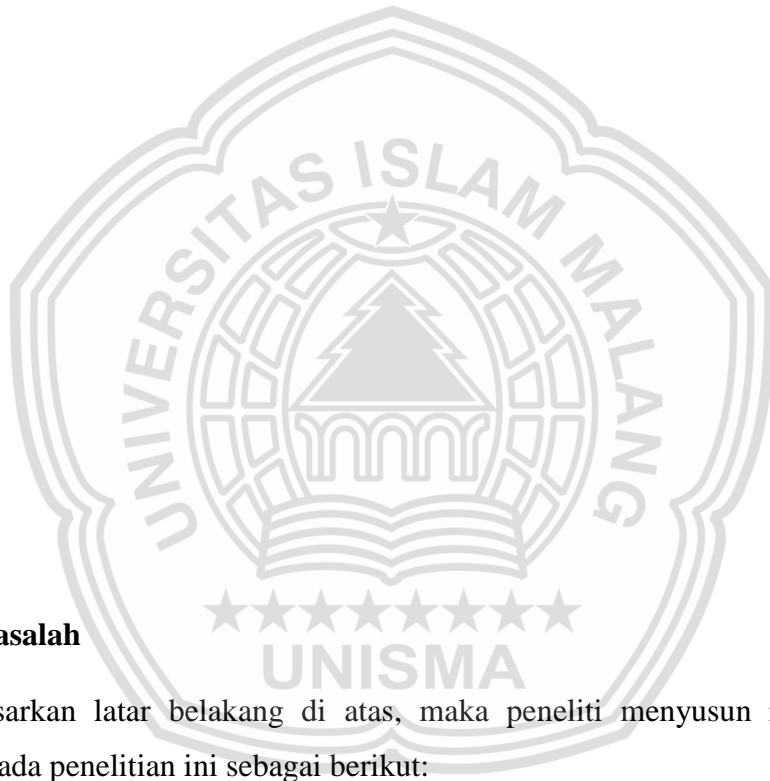 UNIVERSITAS ISLAM MALANG
UNISMA
asalah
sarkan latar belakang di atas, maka peneliti menyusun
ada penelitian ini sebagai berikut: